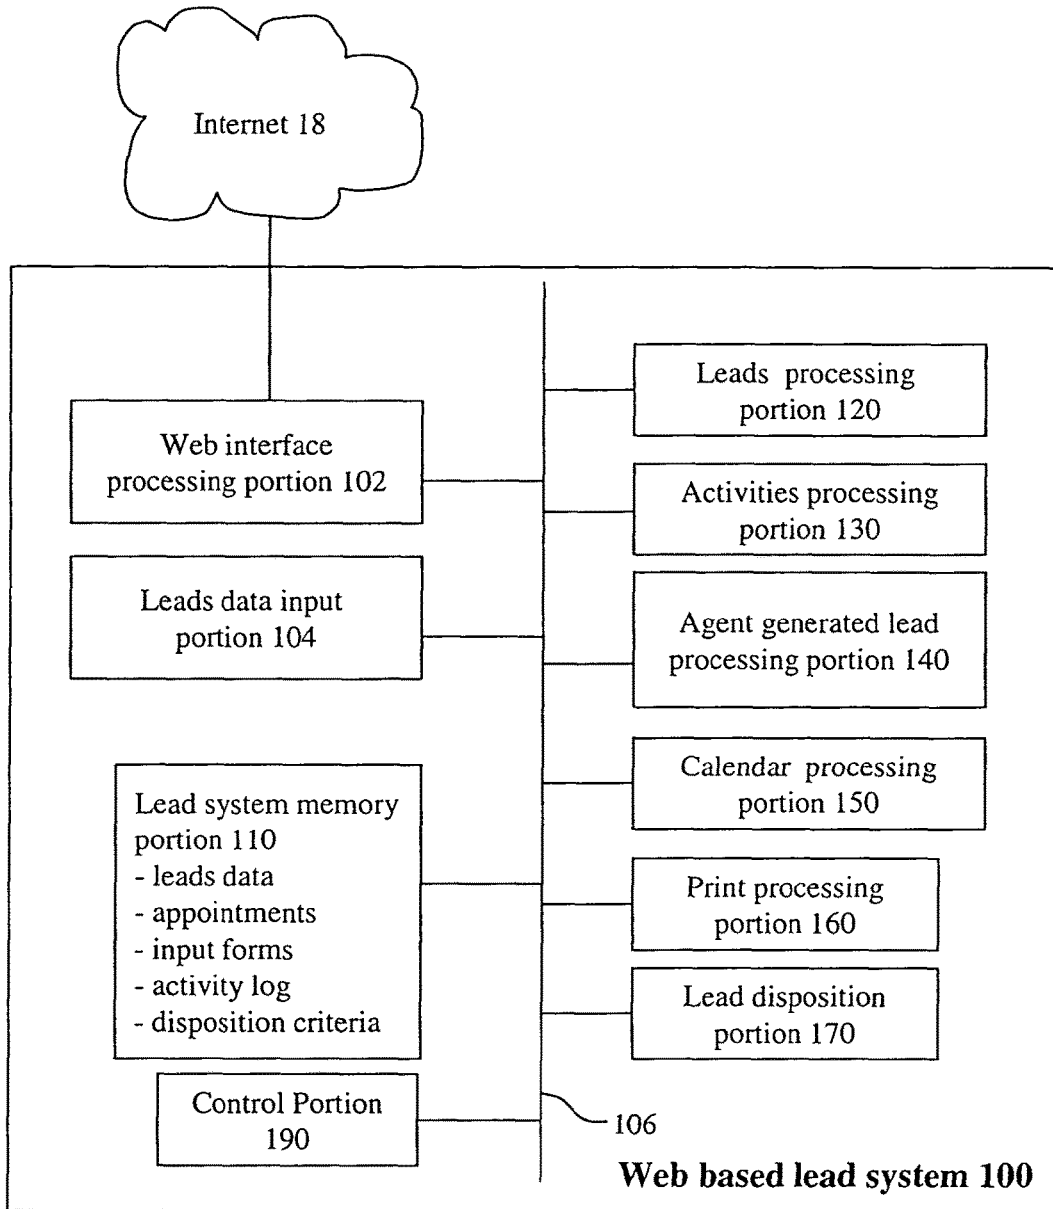 Internet 18
Web interface
processing portion 102
Leads data input
portion 104
Lead system memory
portion 110
- leads data
- appointments
- input forms
- activity log
- disposition criteria
Control Portion
190
Leads processing
portion 120
Activities processing
portion 130
Agent generated lead
processing portion 140
Calendar processing
portion 150
Print processing
portion 160
Lead disposition
portion 170
106
Web based lead system 100